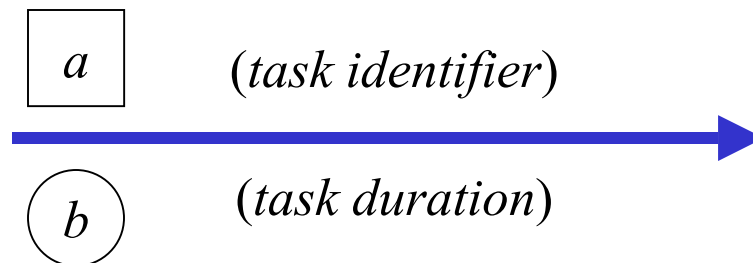 a (task identifier)
b (task duration)